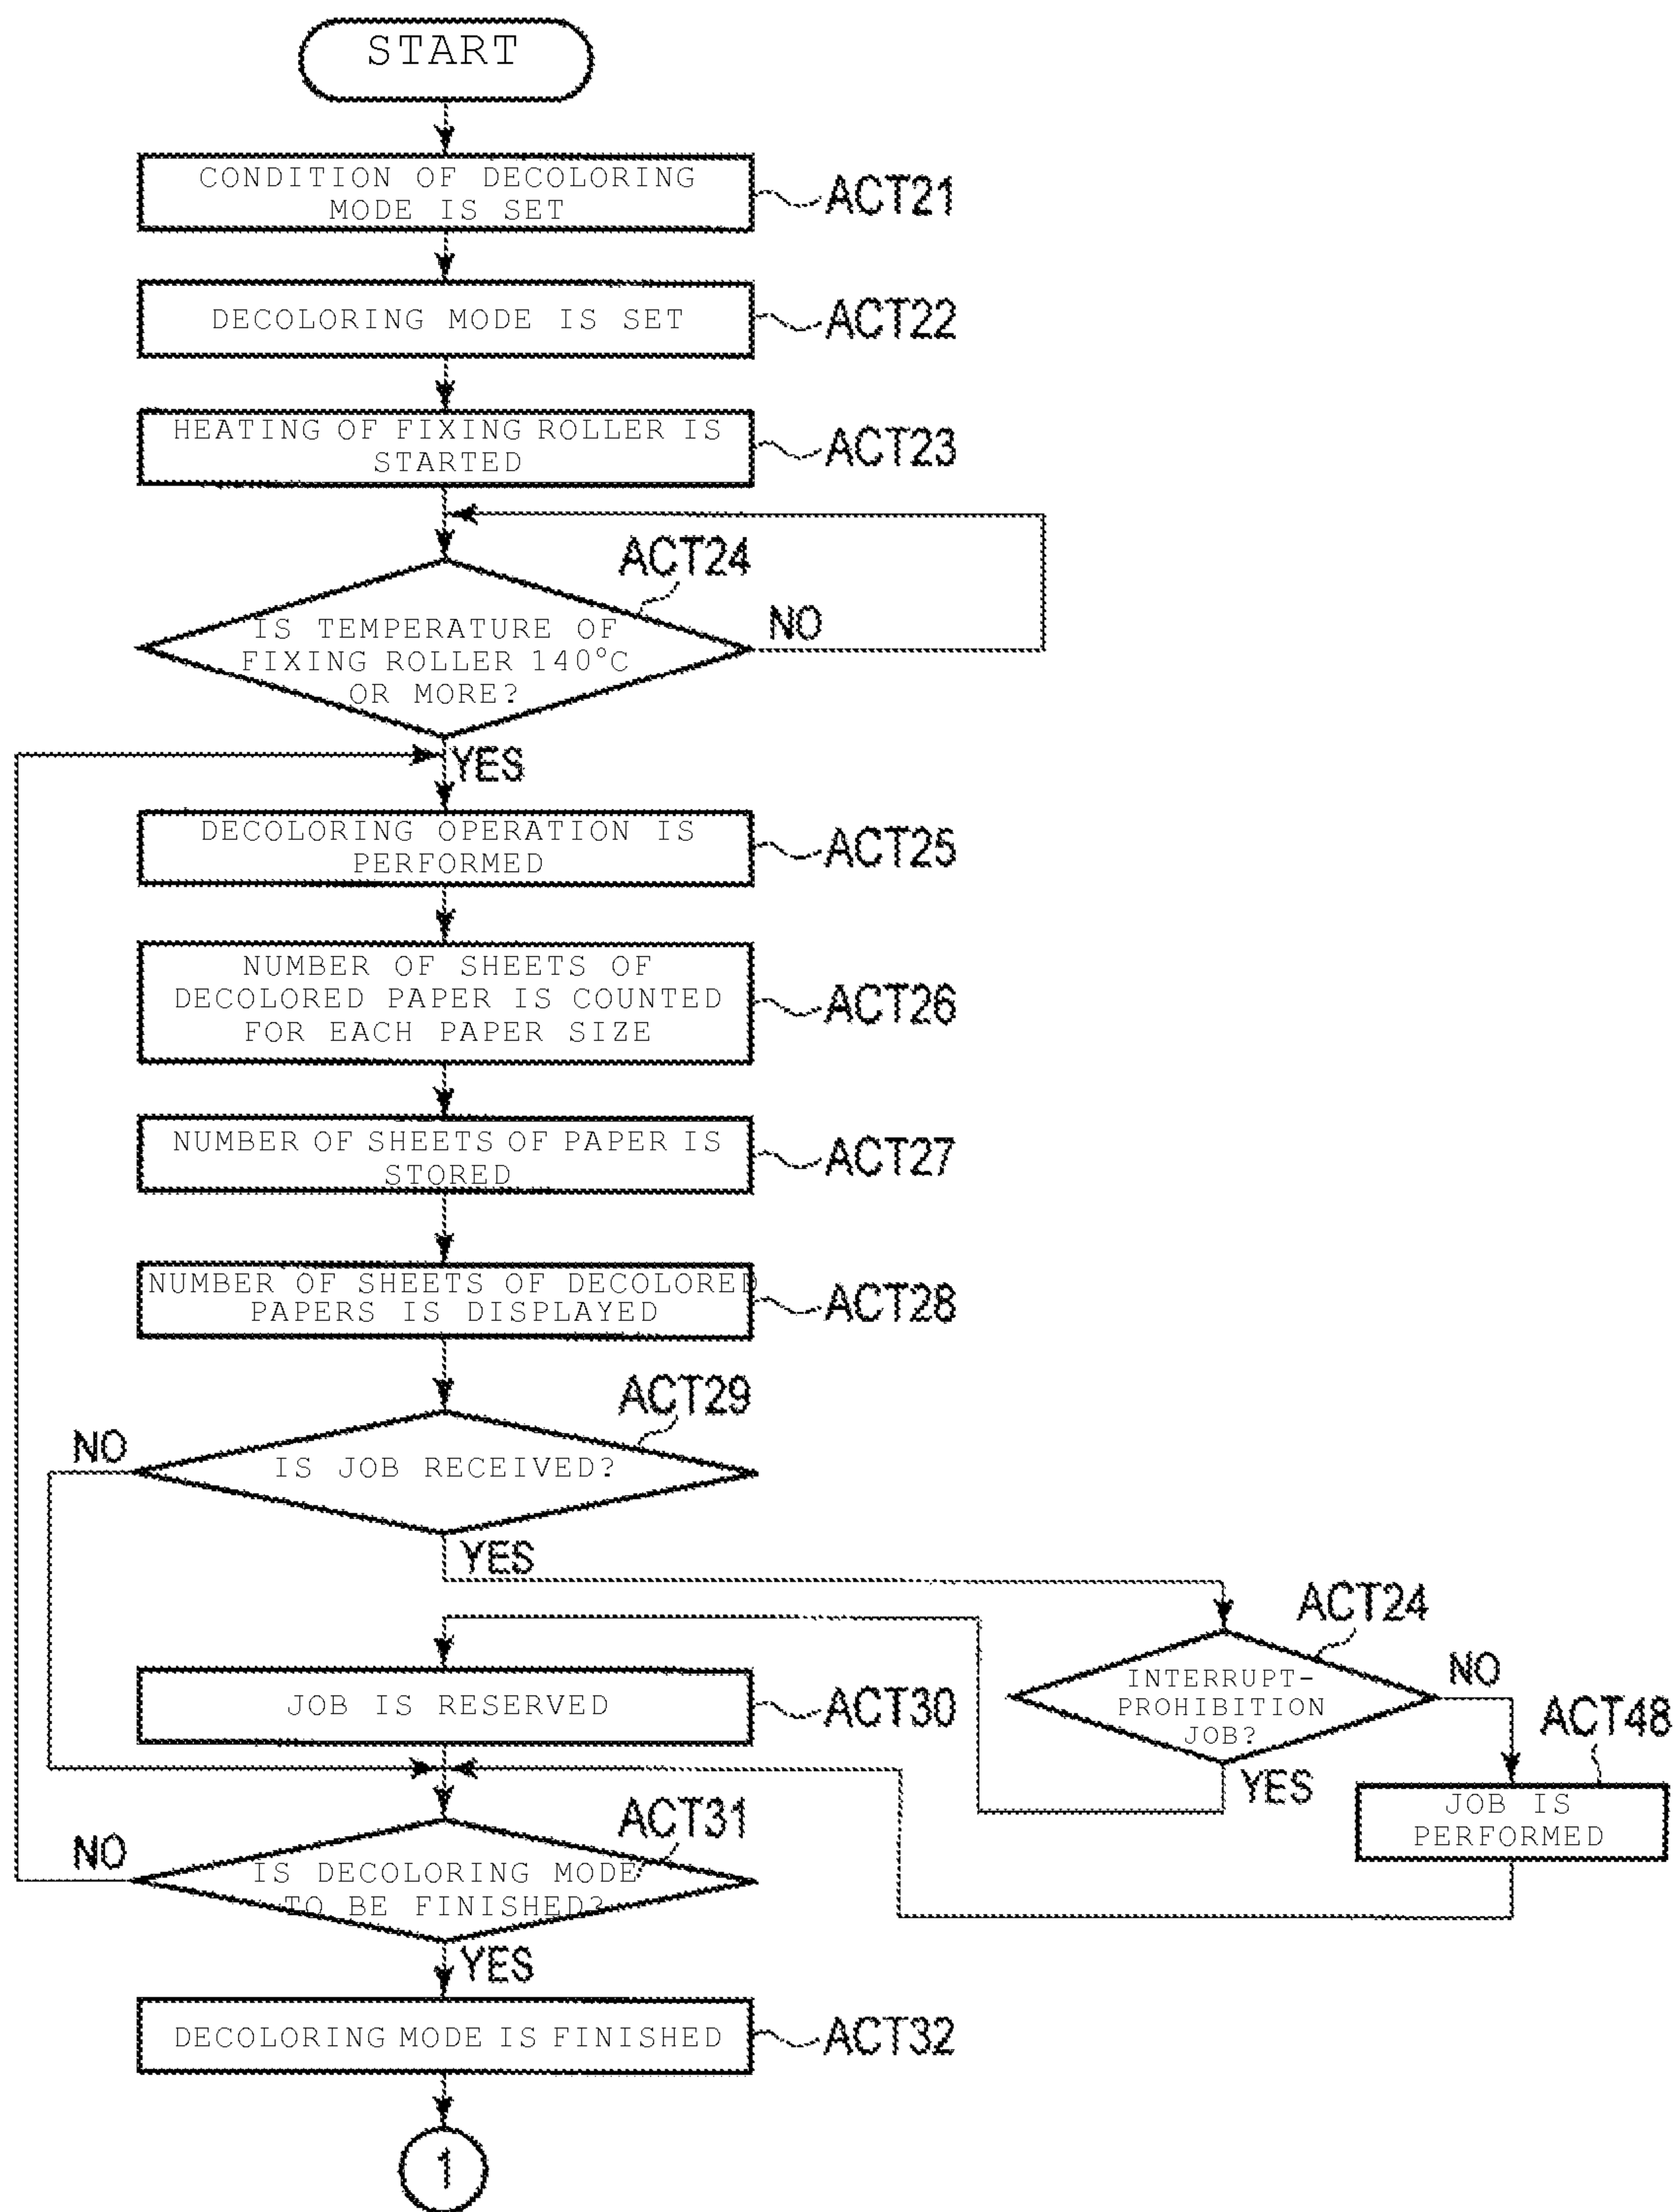 START
CONDITION OF DECOLORING
MODE IS SET
ACT21
DECOLORING MODE IS SET
ACT22
HEATING OF FIXING ROLLER IS
STARTED
ACT23
ACT24
IS TEMPERATURE OF
FIXING ROLLER 140°C
OR MORE?
NO
YES
DECOLORING OPERATION IS
PERFORMED
ACT25
NUMBER OF SHEETS OF
DECOLORED PAPER IS COUNTED
FOR EACH PAPER SIZE
ACT26
NUMBER OF SHEETS OF PAPER IS
STORED
ACT27
NUMBER OF SHEETS OF DECOLORED
PAPERS IS DISPLAYED
ACT28
ACT29
NO
IS JOB RECEIVED?
YES
ACT24
INTERRUPT-
PROHIBITION
JOB?
NO
YES
ACT48
JOB IS
PERFORMED
JOB IS RESERVED
ACT30
ACT31
NO
IS DECOLORING MODE
TO BE FINISHED?
YES
DECOLORING MODE IS FINISHED
ACT32
1